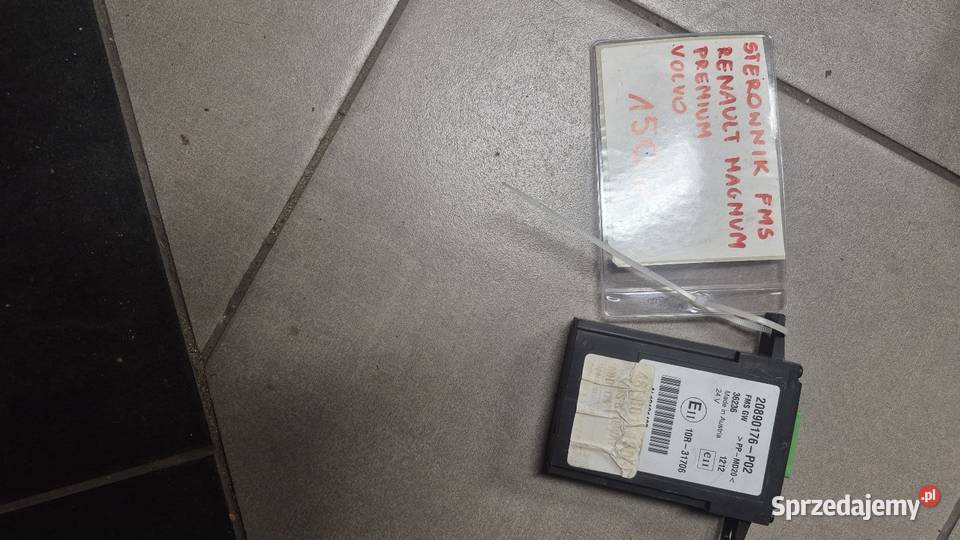 STEROWNIK FMS
RENAULT MAGNUM
PREMIUM
VOLVO
20890176-P02
FMS GW >PP-MD20<
36236 1212
Made in Austria
24 V
E11 10R-31706 e11
Sprzedajemy.pl